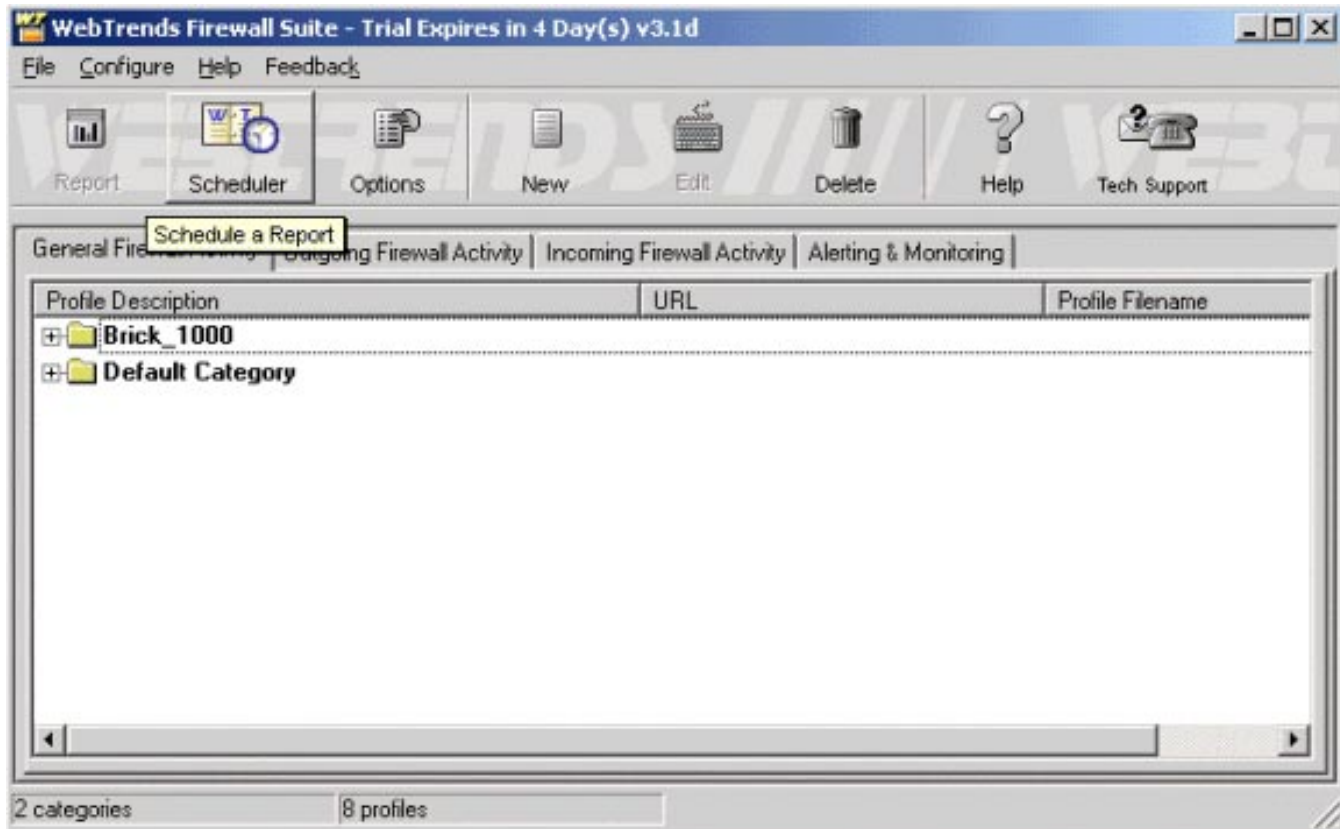 WebTrends Firewall Suite - Trial Expires in 4 Day(s) v3.1d
File Configure Help Feedback
Report Scheduler Options New Edit Delete Help Tech Support
Schedule a Report
General Outgoing Firewall Activity Incoming Firewall Activity Alerting & Monitoring
Profile Description URL Profile Filename
Brick_1000
Default Category
2 categories 8 profiles